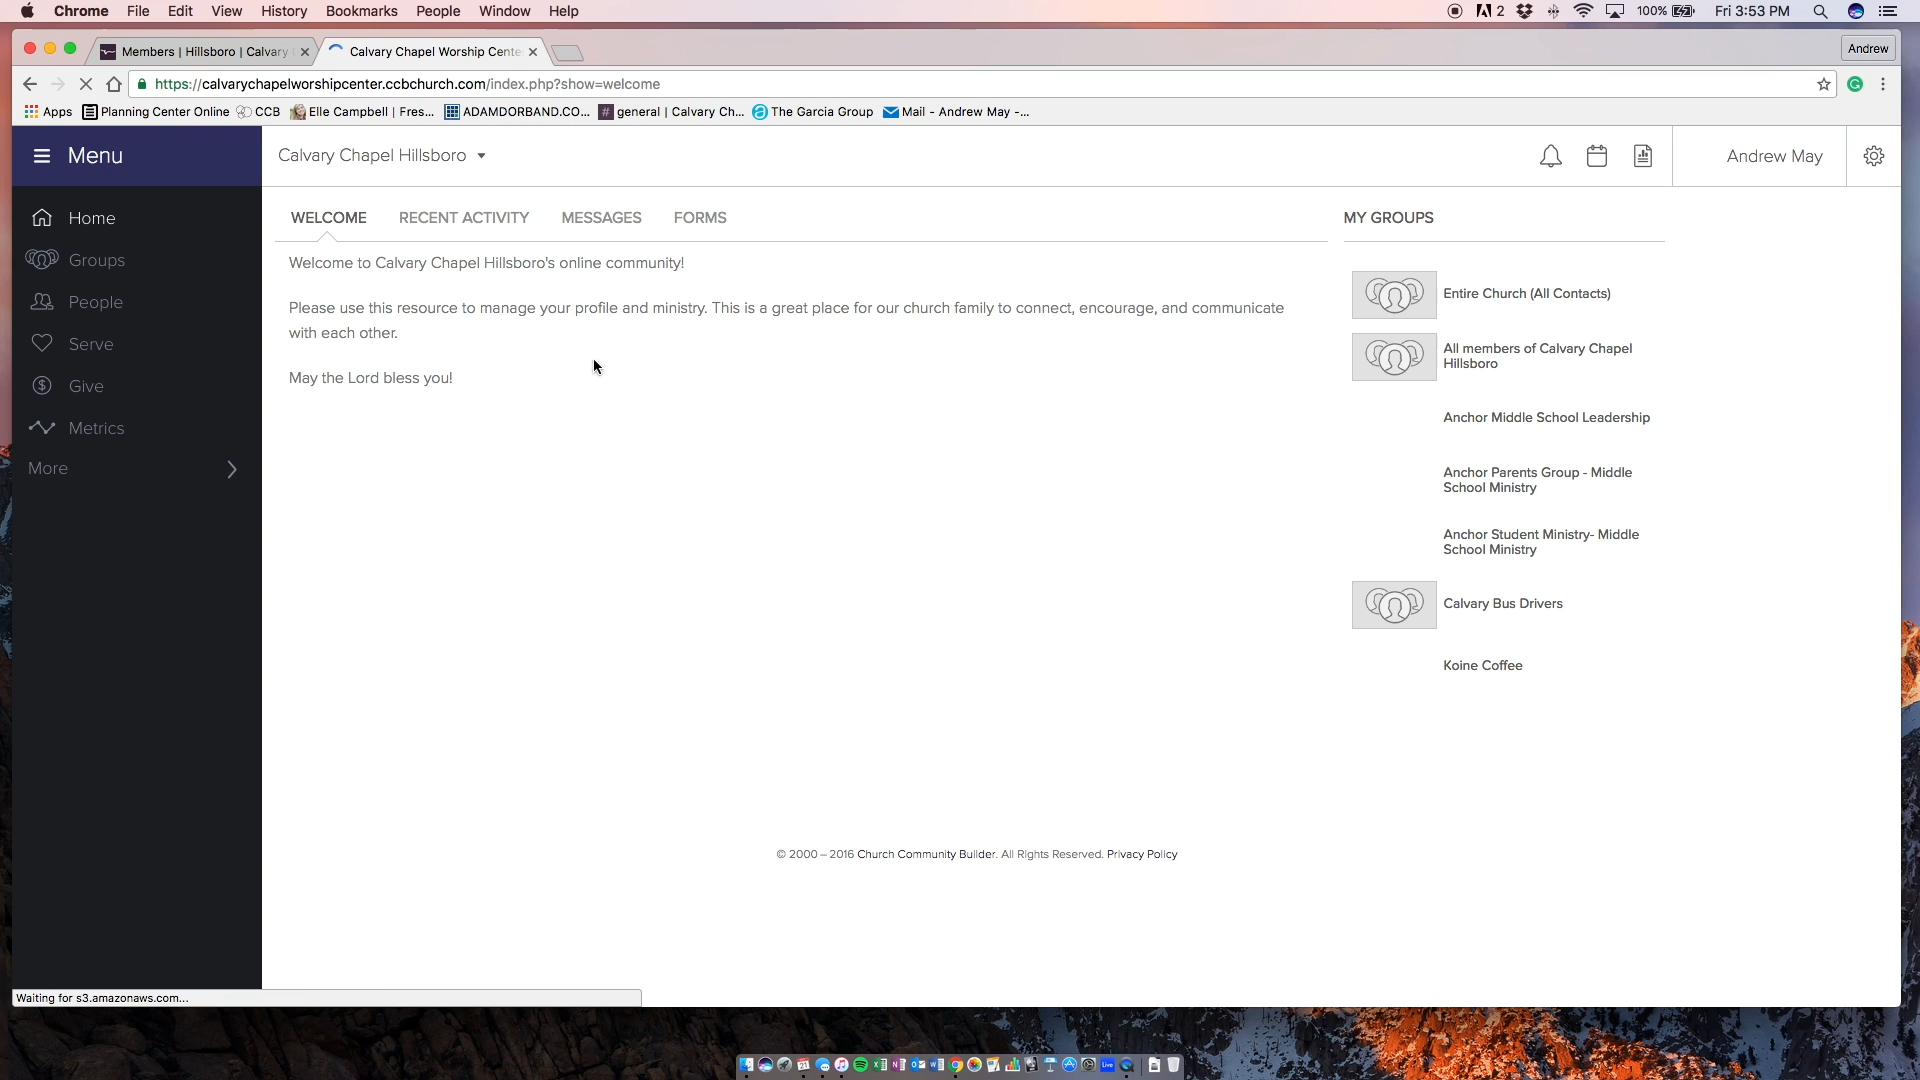 Chrome File Edit View History Bookmarks People Window Help
2 100% Fri 3:53 PM
Members | Hillsboro | Calvary
Calvary Chapel Worship Cente
Andrew
https://calvarychapelworshipcenter.ccbchurch.com/index.php?show=welcome
Apps Planning Center Online CCB Elle Campbell | Fres... ADAMDORBAND.CO... general | Calvary Ch... The Garcia Group Mail - Andrew May -...
Menu
Calvary Chapel Hillsboro
Andrew May
Home
Groups
People
Serve
Give
Metrics
More
WELCOME RECENT ACTIVITY MESSAGES FORMS
Welcome to Calvary Chapel Hillsboro's online community!
Please use this resource to manage your profile and ministry. This is a great place for our church family to connect, encourage, and communicate
with each other.
May the Lord bless you!
MY GROUPS
Entire Church (All Contacts)
All members of Calvary Chapel
Hillsboro
Anchor Middle School Leadership
Anchor Parents Group - Middle
School Ministry
Anchor Student Ministry- Middle
School Ministry
Calvary Bus Drivers
Koine Coffee
© 2000 – 2016 Church Community Builder. All Rights Reserved. Privacy Policy
Waiting for s3.amazonaws.com...